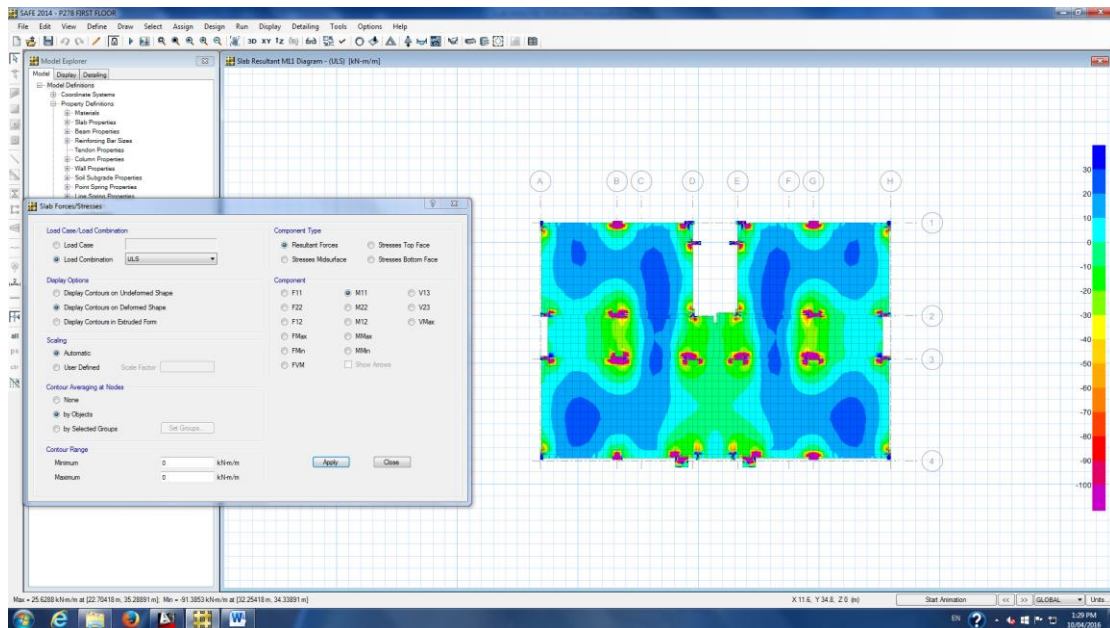 SAFE 2014 - P278 FIRST FLOOR
File Edit View Define Draw Select Assign Design Run Display Detailing Tools Options Help
3D XY YZ
Model Explorer
Model Display Detailing
Model Definitions
Coordinate Systems
Property Definitions
Materials
Slab Properties
Beam Properties
Reinforcing Bar Sizes
Tendon Properties
Column Properties
Wall Properties
Soil Subgrade Properties
Point Spring Properties
Line Spring Properties
all
ps
clr
Slab Resultant M11 Diagram - (ULS) [kN-m/m]
A B C D E F G H
1
2
3
4
30
20
10
0
-10
-20
-30
-40
-50
-60
-70
-80
-90
-100
Slab Forces/Stresses
Load Case/Load Combination
Load Case
Load Combination ULS
Display Options
Display Contours on Undeformed Shape
Display Contours on Deformed Shape
Display Contours in Extruded Form
Scaling
Automatic
User Defined Scale Factor
Contour Averaging at Nodes
None
by Objects
by Selected Groups Set Groups...
Contour Range
Minimum 0 kN-m/m
Maximum 0 kN-m/m
Component Type
Resultant Forces Stresses Top Face
Stresses Midsurface Stresses Bottom Face
Component
F11 M11 V13
F22 M22 V23
F12 M12 VMax
FMax MMax
FMin MMin
FVM Show Arrows
Apply Close
Max = 25.6288 kN-m/m at [22.70418 m, 35.28891 m]; Min = -91.3853 kN-m/m at [32.25418 m, 34.33891 m]
X 11.6, Y 34.8, Z 0 (m) Start Animation << >> GLOBAL Units...
EN 1:29 PM
10/04/2016